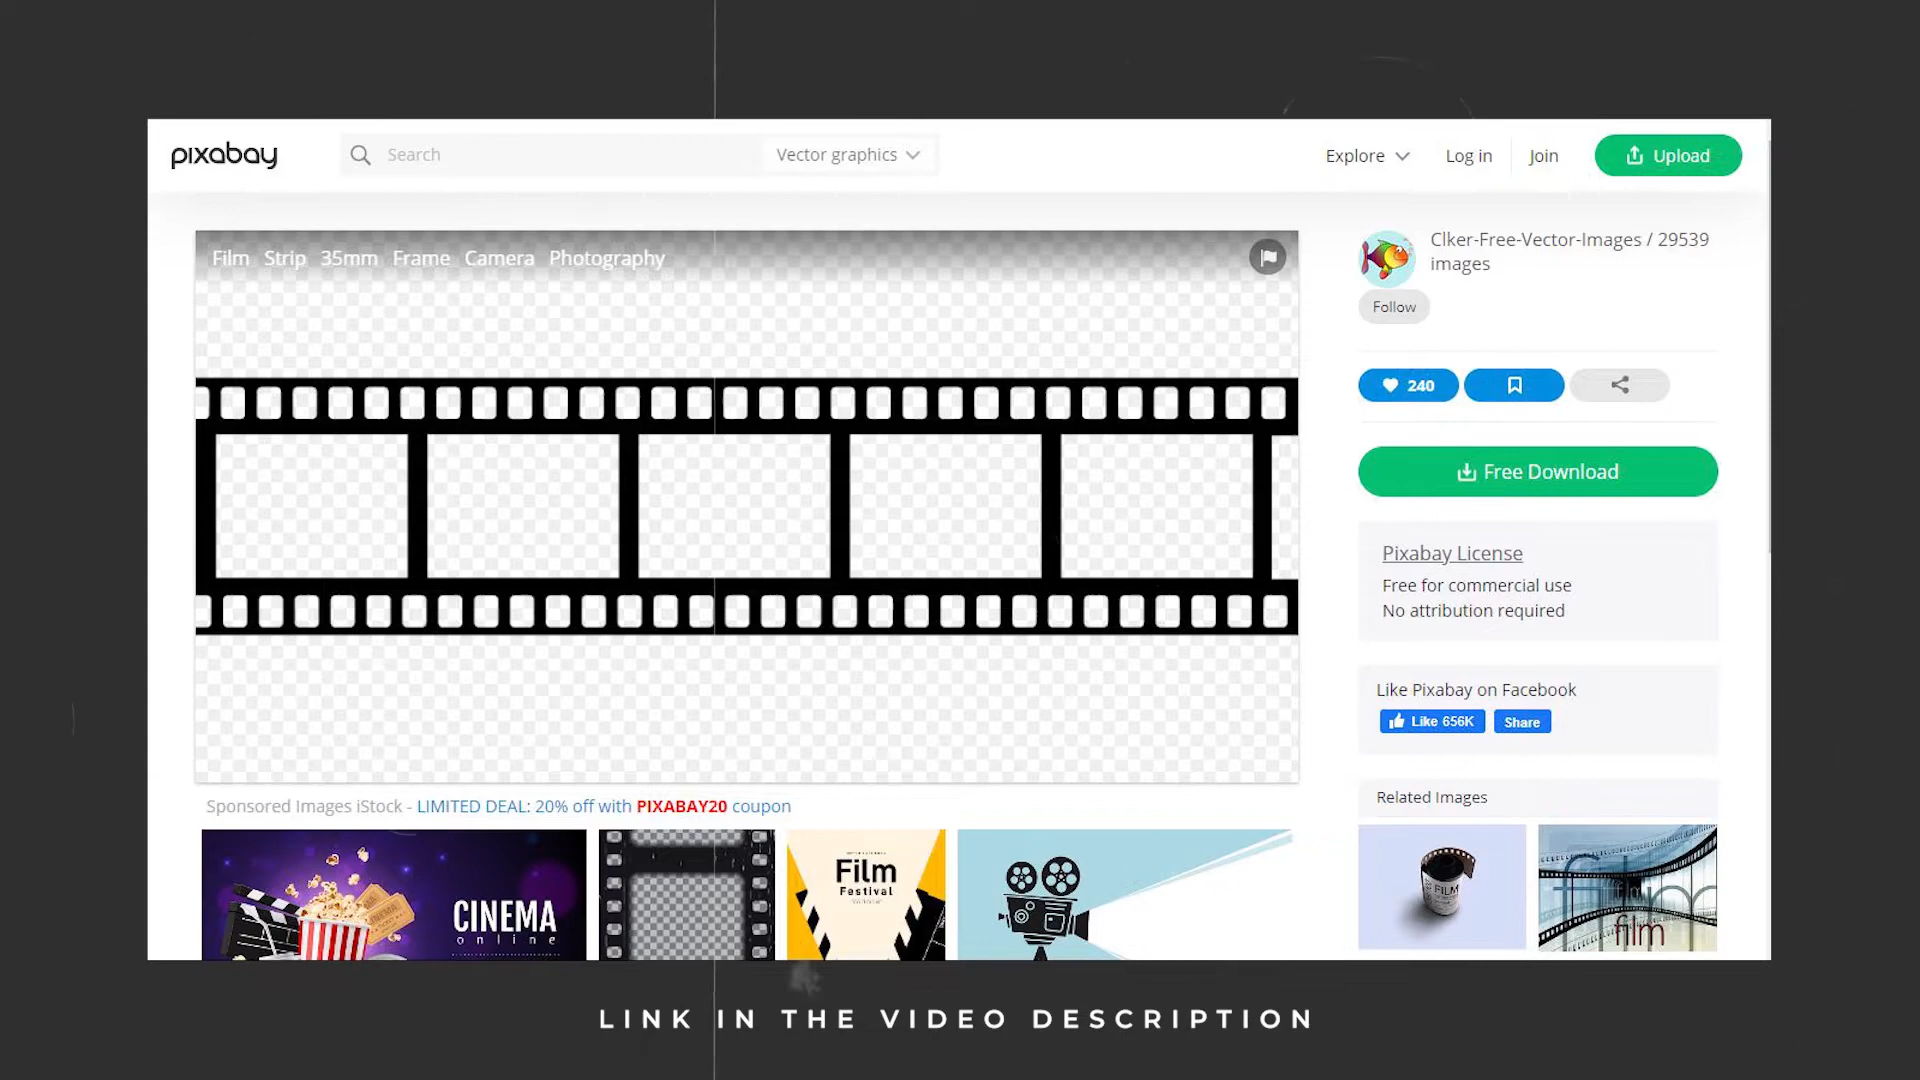 pixabay
Search
Vector graphics
Explore
Log in
Join
Upload
Film Strip 35mm Frame Camera Photography
Clker-Free-Vector-Images / 29539
images
Follow
240
Free Download
Pixabay License
Free for commercial use
No attribution required
Like Pixabay on Facebook
Like 656K
Share
Sponsored Images iStock - LIMITED DEAL: 20% off with PIXABAY20 coupon
Related Images
CINEMA
online
Film
Festival
FILM
film
film
film
LINK IN THE VIDEO DESCRIPTION